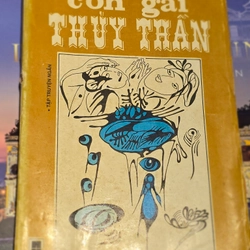 con gái
THỦY THẦN
• TẬP TRUYỆN NGẮN